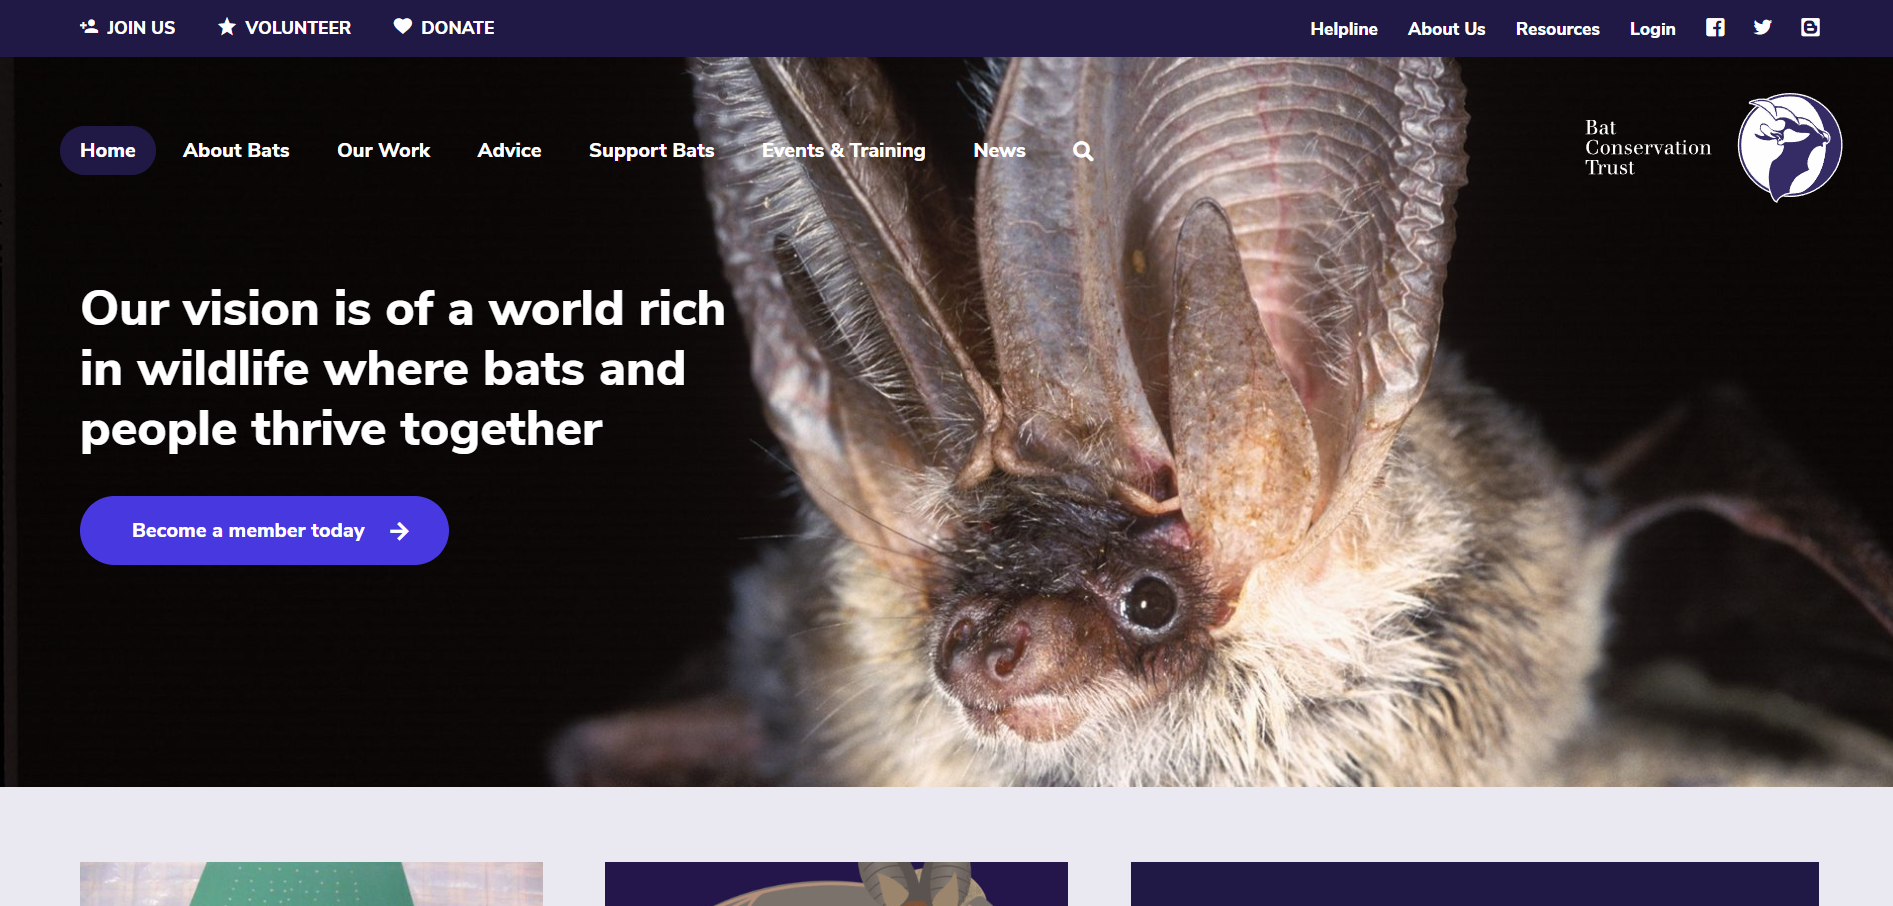 JOIN US
VOLUNTEER
DONATE
Helpline
About Us
Resources
Login
Home
About Bats
Our Work
Advice
Support Bats
Events & Training
News
Bat
Conservation
Trust
Our vision is of a world rich
in wildlife where bats and
people thrive together
Become a member today